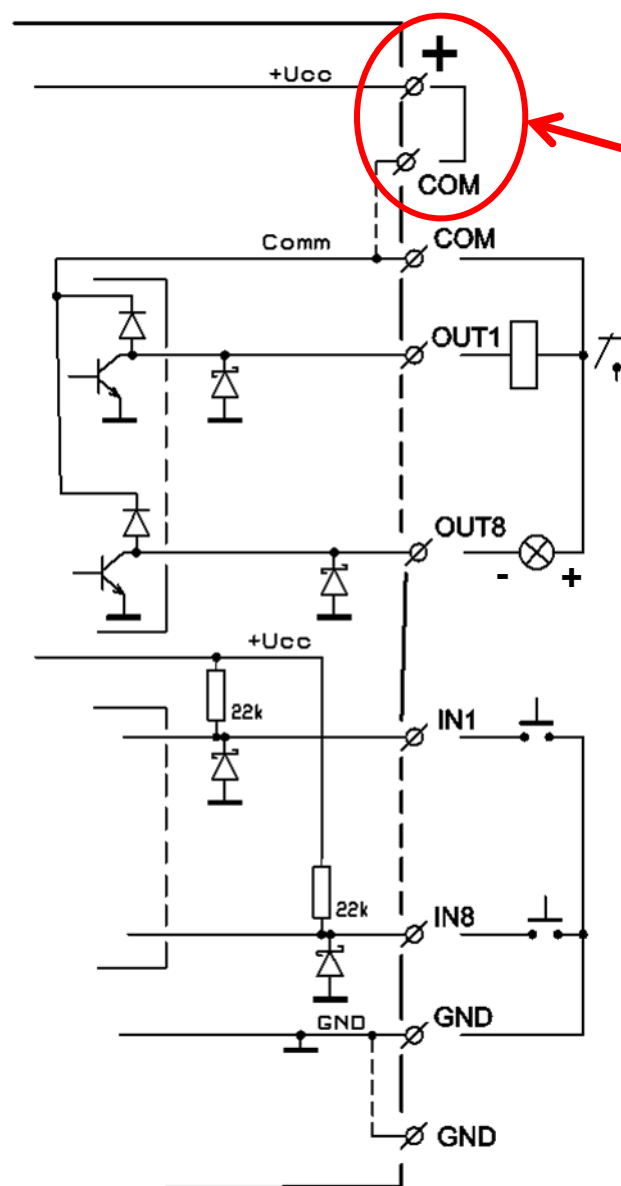 +Ucc +
COM
Comm COM
OUT1
OUT8
- +
+Ucc
22k
IN1
22k
IN8
GND GND
GND